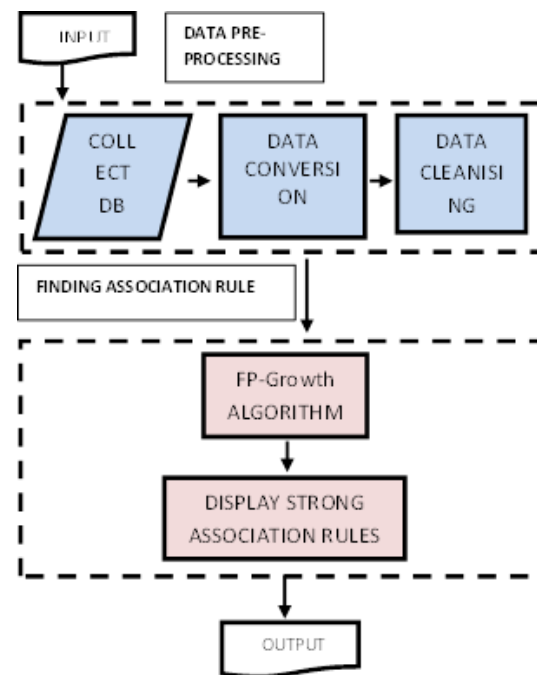 INPUT
DATA PRE-
PROCESSING
COLL
ECT
DB
DATA
CONVERSI
ON
DATA
CLEANISI
NG
FINDING ASSOCIATION RULE
FP-Growth
ALGORITHM
DISPLAY STRONG
ASSOCIATION RULES
OUTPUT